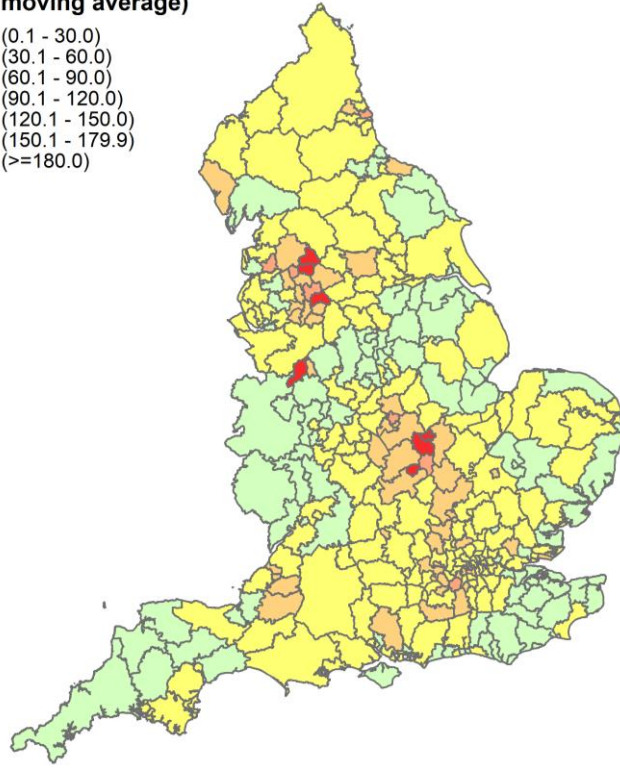 moving average)
(0.1 - 30.0)
(30.1 - 60.0)
(60.1 - 90.0)
(90.1 - 120.0)
(120.1 - 150.0)
(150.1 - 179.9)
(>=180.0)